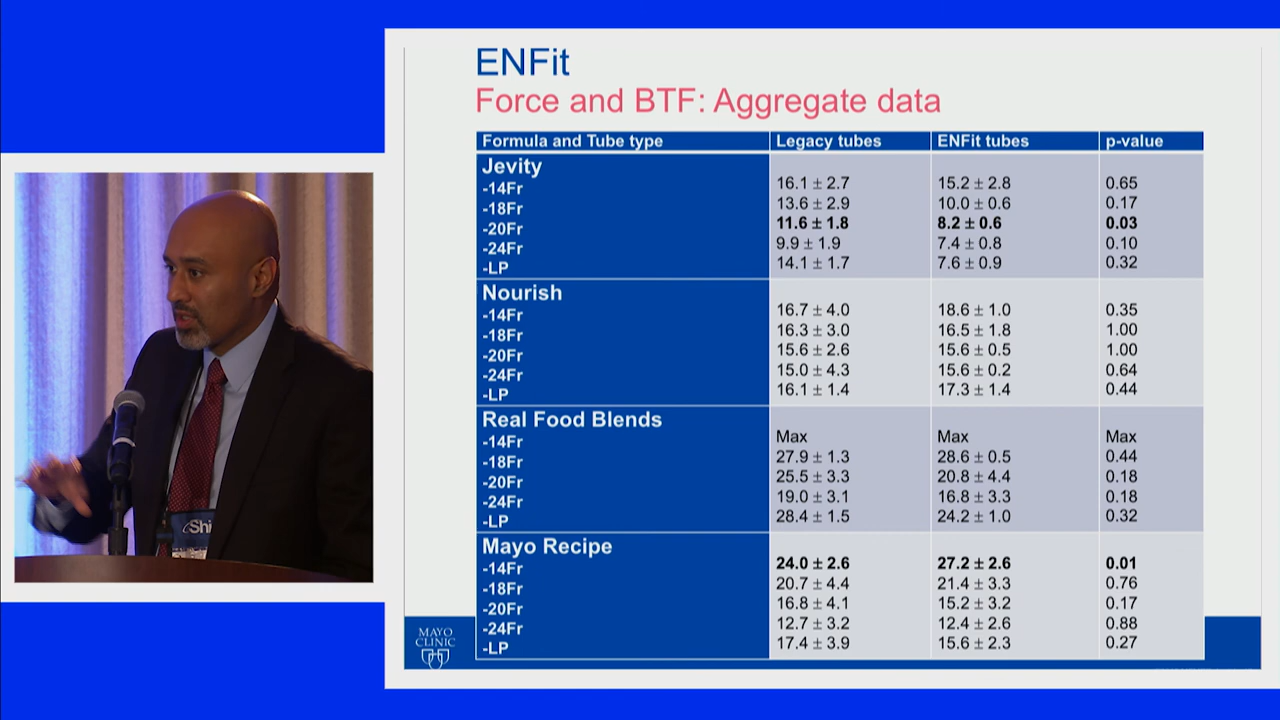 ENFit
Force and BTF: Aggregate data
Formula and Tube type Legacy tubes ENFit tubes p-value
Jevity
-14Fr 16.1 ± 2.7 15.2 ± 2.8 0.65
-18Fr 13.6 ± 2.9 10.0 ± 0.6 0.17
-20Fr 11.6 ± 1.8 8.2 ± 0.6 0.03
-24Fr 9.9 ± 1.9 7.4 ± 0.8 0.10
-LP 14.1 ± 1.7 7.6 ± 0.9 0.32
Nourish
-14Fr 16.7 ± 4.0 18.6 ± 1.0 0.35
-18Fr 16.3 ± 3.0 16.5 ± 1.8 1.00
-20Fr 15.6 ± 2.6 15.6 ± 0.5 1.00
-24Fr 15.0 ± 4.3 15.6 ± 0.2 0.64
-LP 16.1 ± 1.4 17.3 ± 1.4 0.44
Real Food Blends
-14Fr Max Max Max
-18Fr 27.9 ± 1.3 28.6 ± 0.5 0.44
-20Fr 25.5 ± 3.3 20.8 ± 4.4 0.18
-24Fr 19.0 ± 3.1 16.8 ± 3.3 0.18
-LP 28.4 ± 1.5 24.2 ± 1.0 0.32
Mayo Recipe
-14Fr 24.0 ± 2.6 27.2 ± 2.6 0.01
-18Fr 20.7 ± 4.4 21.4 ± 3.3 0.76
-20Fr 16.8 ± 4.1 15.2 ± 3.2 0.17
-24Fr 12.7 ± 3.2 12.4 ± 2.6 0.88
-LP 17.4 ± 3.9 15.6 ± 2.3 0.27
MAYO
CLINIC
Shi